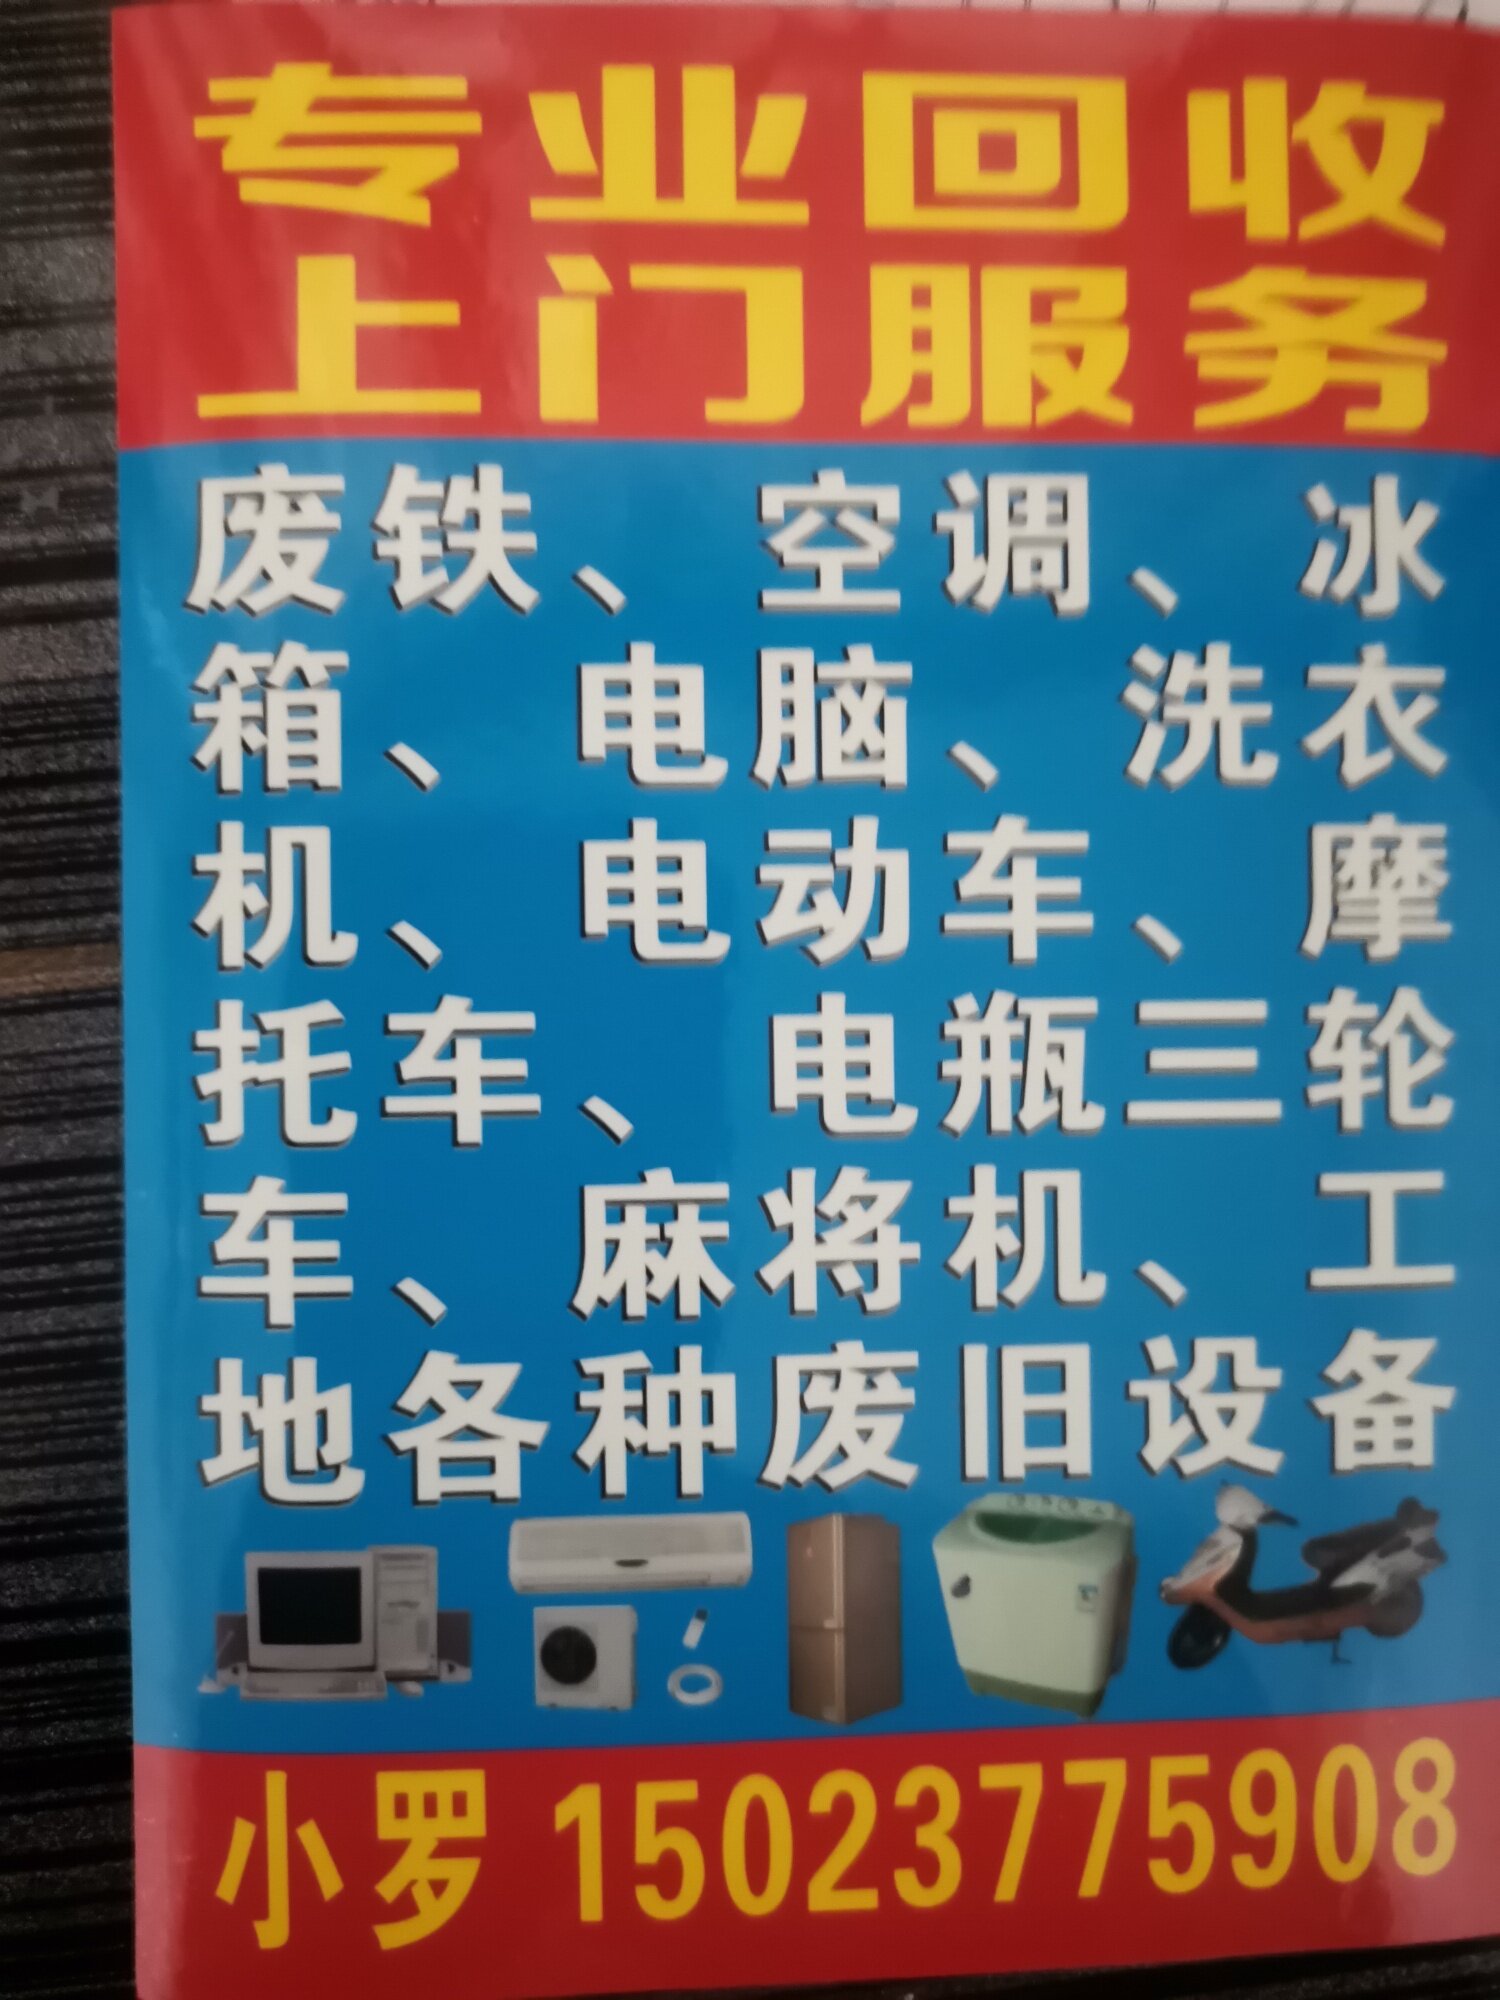 专业回收
上门服务
废铁、空调、冰
箱、电脑、洗衣
机、电动车、摩
托车、电瓶三轮
车、麻将机、工
地各种废旧设备
小罗 15023775908